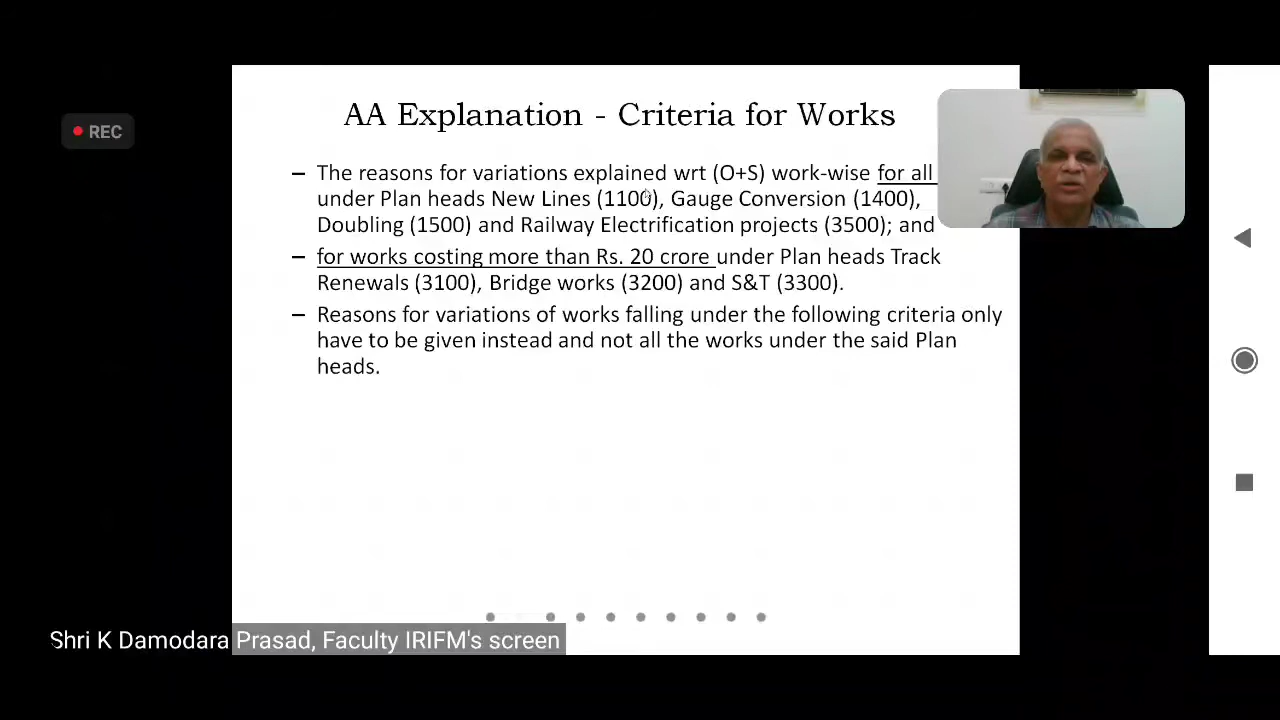 AA Explanation - Criteria for Works
REC
– The reasons for variations explained wrt (O+S) work-wise for all
under Plan heads New Lines (1100), Gauge Conversion (1400),
Doubling (1500) and Railway Electrification projects (3500); and
– for works costing more than Rs. 20 crore under Plan heads Track
Renewals (3100), Bridge works (3200) and S&T (3300).
– Reasons for variations of works falling under the following criteria only
have to be given instead and not all the works under the said Plan
heads.
Shri K Damodara Prasad, Faculty IRIFM's screen